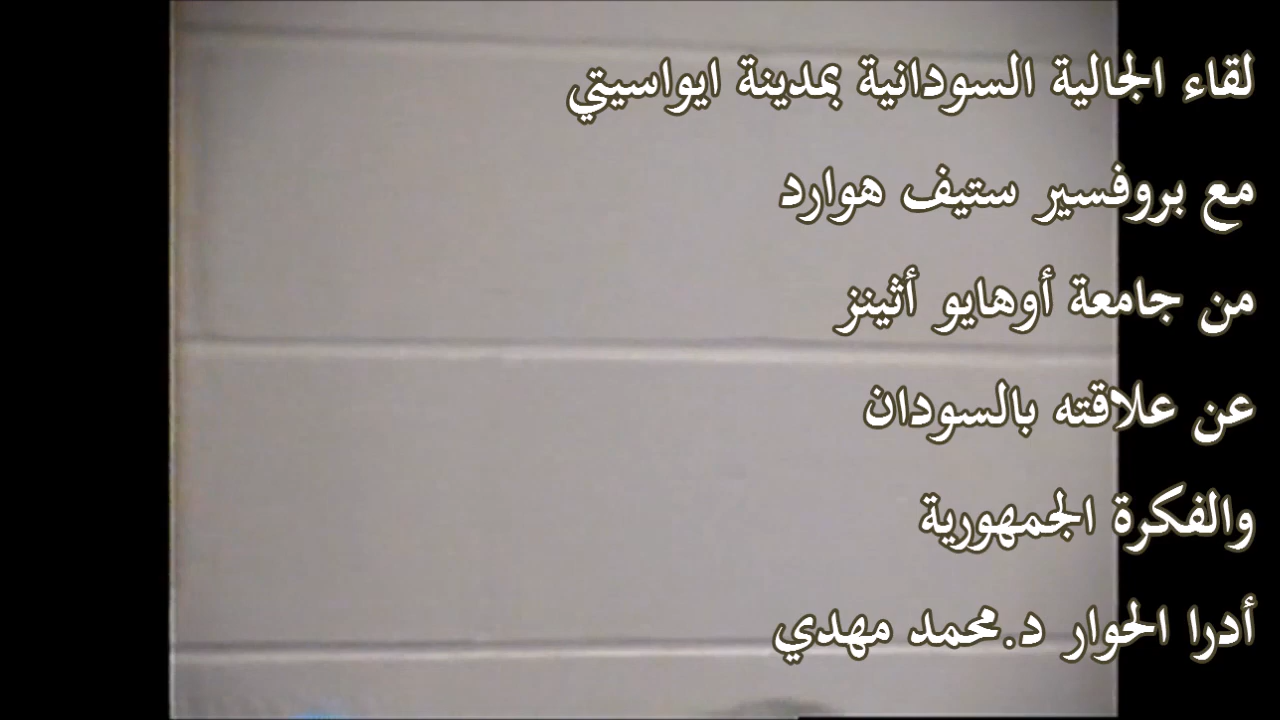 لقاء الجالية السودانية بمدينة ايواسيتي
مع بروفسير ستيف هوارد
من جامعة أوهايو أثينز
عن علاقته بالسودان
والفكرة الجمهورية
أدرا الحوار د.محمد مهدي